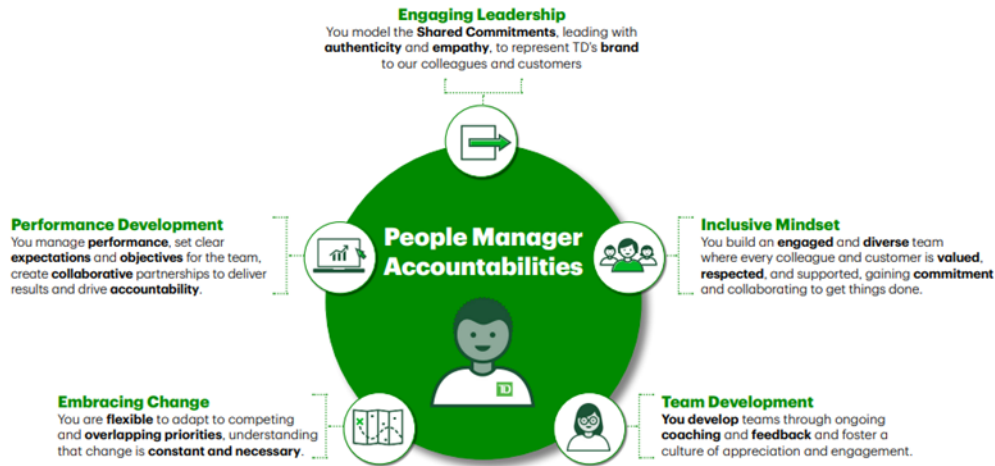 Engaging Leadership
You model the Shared Commitments, leading with
authenticity and empathy, to represent TD's brand
to our colleagues and customers
Performance Development
You manage performance, set clear
expectations and objectives for the team,
create collaborative partnerships to deliver
results and drive accountability.
People Manager
Accountabilities
Inclusive Mindset
You build an engaged and diverse team
where every colleague and customer is valued,
respected, and supported, gaining commitment
and collaborating to get things done.
TD
Embracing Change
You are flexible to adapt to competing
and overlapping priorities, understanding
that change is constant and necessary.
Team Development
You develop teams through ongoing
coaching and feedback and foster a
culture of appreciation and engagement.